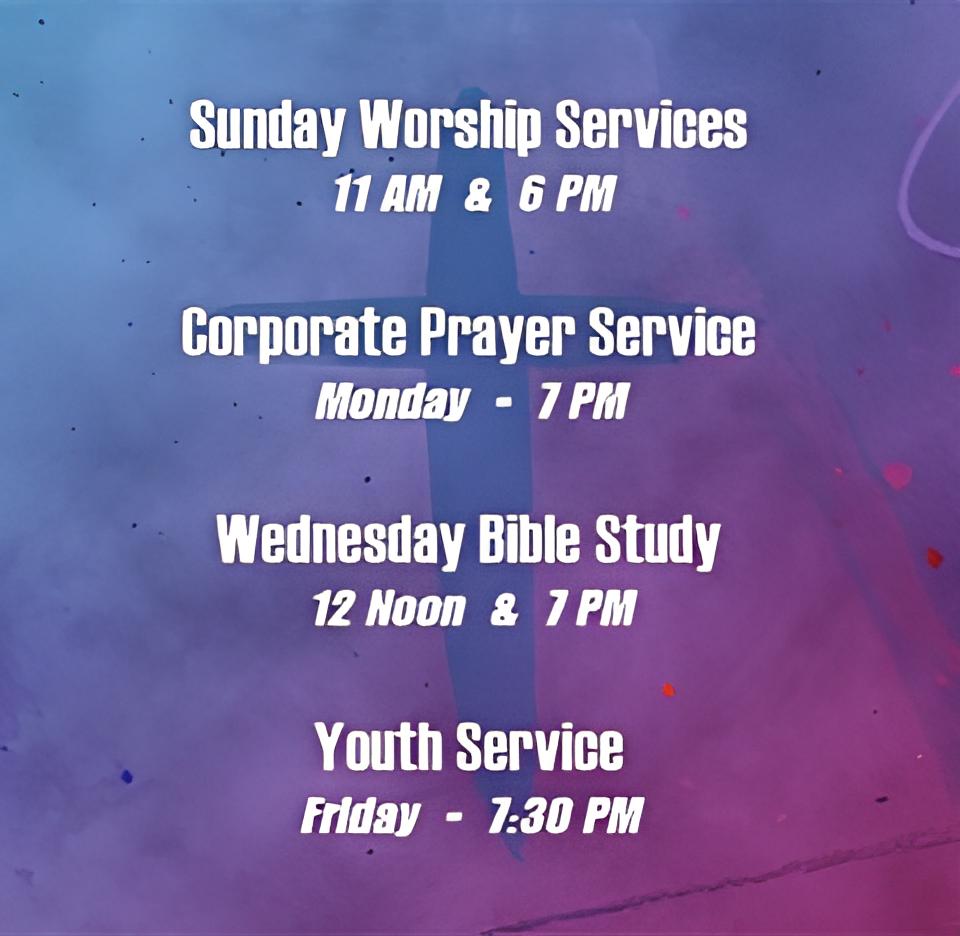 Sunday Worship Services
11 AM & 6 PM
Corporate Prayer Service
Monday - 7 PM
Wednesday Bible Study
12 Noon & 7 PM
Youth Service
Friday - 7:30 PM